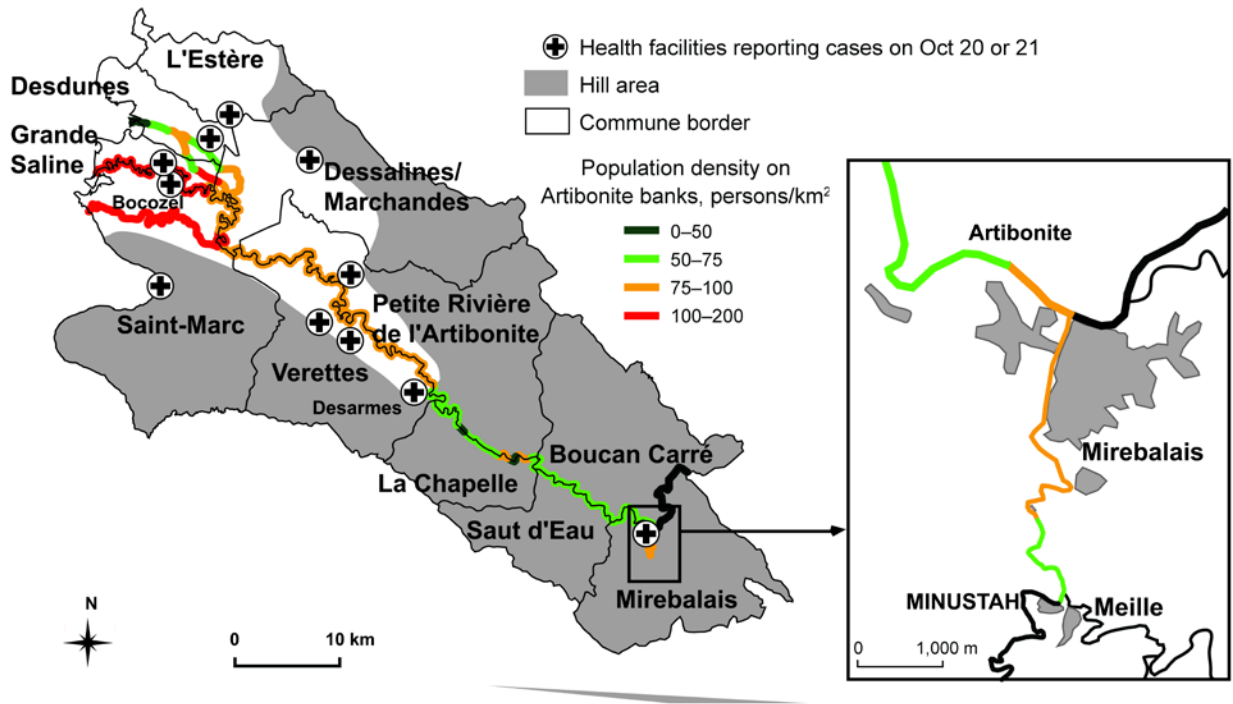 L'Estère
Desdunes
Grande
Saline
Bocozel
Dessalines/
Marchandes
Saint-Marc
Petite Rivière
de l'Artibonite
Verettes
Desarmes
La Chapelle
Boucan Carré
Saut d'Eau
Mirebalais
N
0 10 km
Health facilities reporting cases on Oct 20 or 21
Hill area
Commune border
Population density on
Artibonite banks, persons/km²
0–50
50–75
75–100
100–200
Artibonite
Mirebalais
MINUSTAH
Meille
0 1,000 m